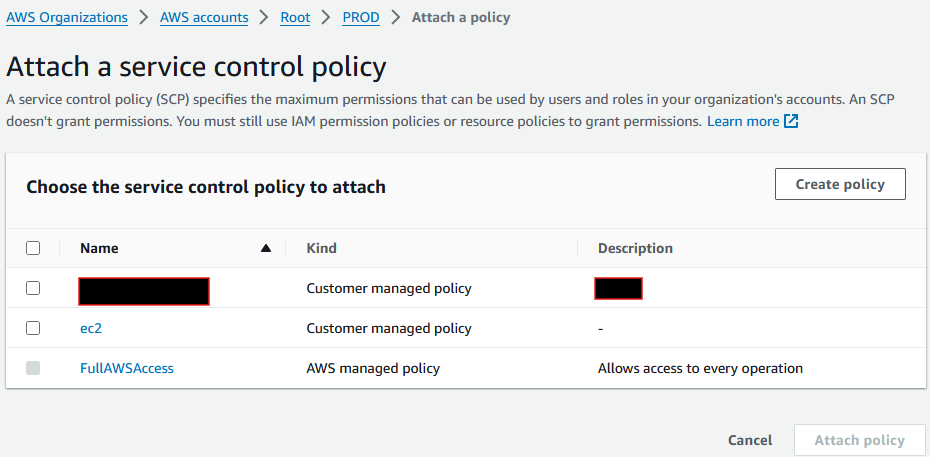 AWS Organizations > AWS accounts > Root > PROD > Attach a policy
Attach a service control policy
A service control policy (SCP) specifies the maximum permissions that can be used by users and roles in your organization's accounts. An SCP
doesn't grant permissions. You must still use IAM permission policies or resource policies to grant permissions. Learn more
Choose the service control policy to attach
Create policy
Name Kind Description
Customer managed policy
ec2 Customer managed policy -
FullAWSAccess AWS managed policy Allows access to every operation
Cancel Attach policy